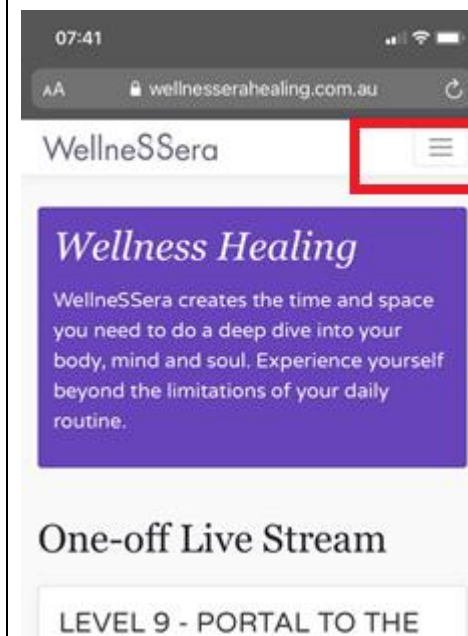 07:41
AA wellnesserahealing.com.au
WellneSSera
Wellness Healing
WellneSSera creates the time and space
you need to do a deep dive into your
body, mind and soul. Experience yourself
beyond the limitations of your daily
routine.
One-off Live Stream
LEVEL 9 - PORTAL TO THE